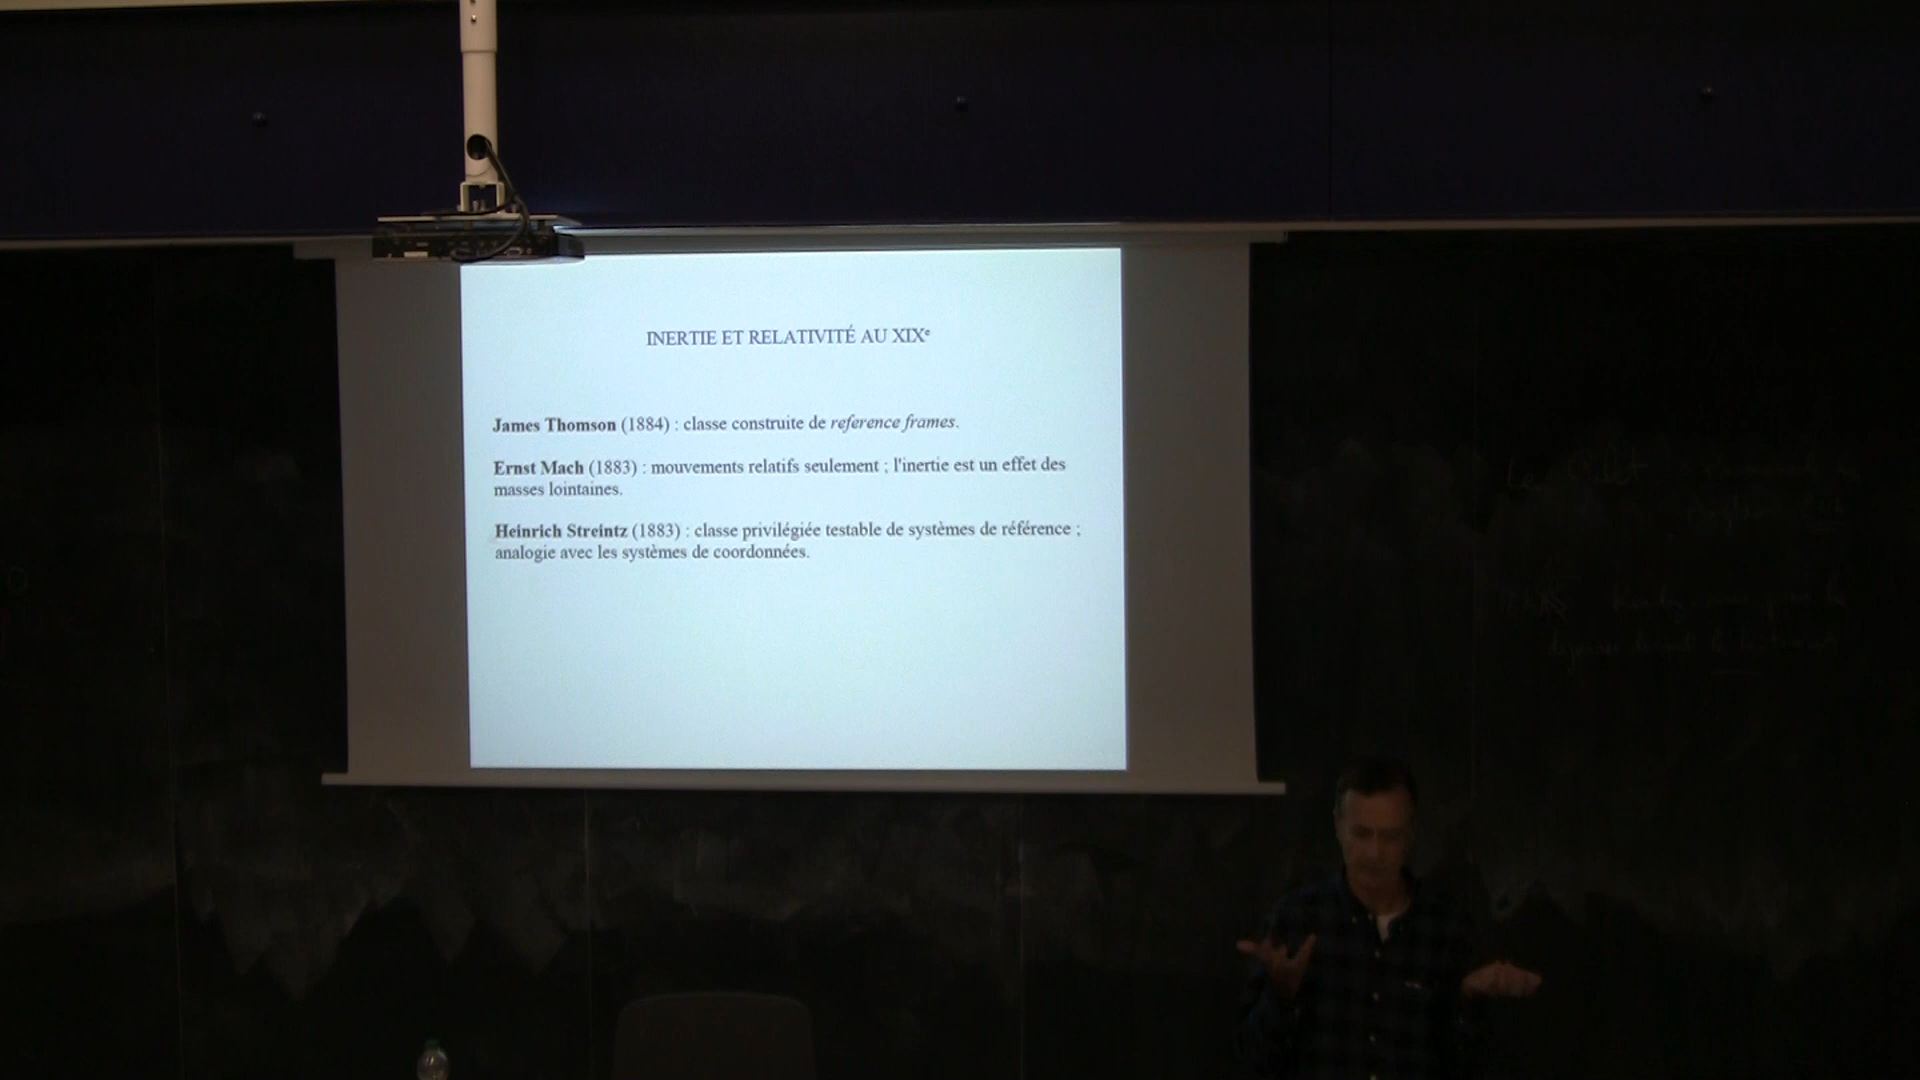 INERTIE ET RELATIVITÉ AU XIXᵉ
James Thomson (1884) : classe construite de reference frames.
Ernst Mach (1883) : mouvements relatifs seulement ; l'inertie est un effet des
masses lointaines.
Heinrich Streintz (1883) : classe privilégiée testable de systèmes de référence ;
analogie avec les systèmes de coordonnées.